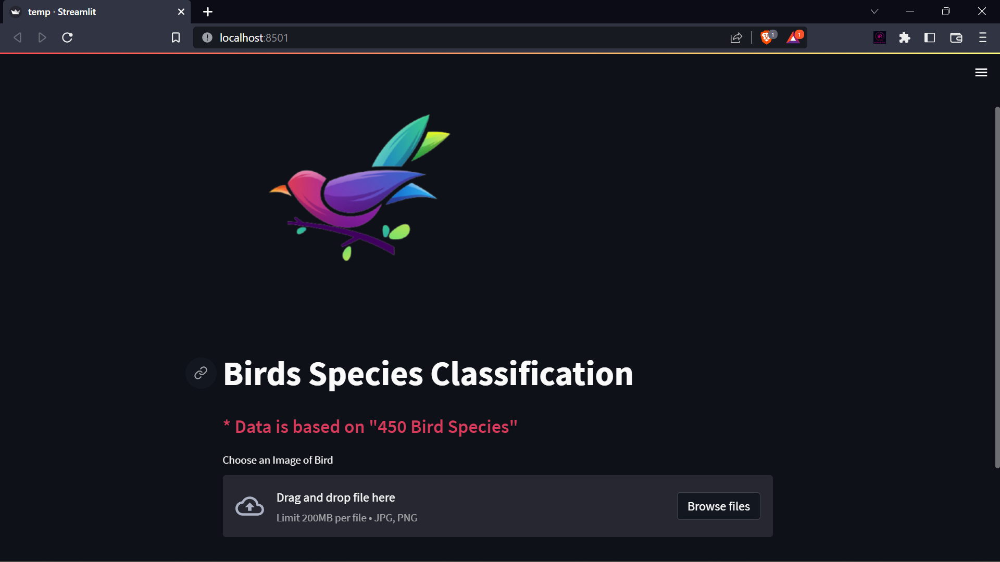 temp · Streamlit
localhost:8501
1
1
Birds Species Classification
* Data is based on "450 Bird Species"
Choose an Image of Bird
Drag and drop file here
Limit 200MB per file • JPG, PNG
Browse files